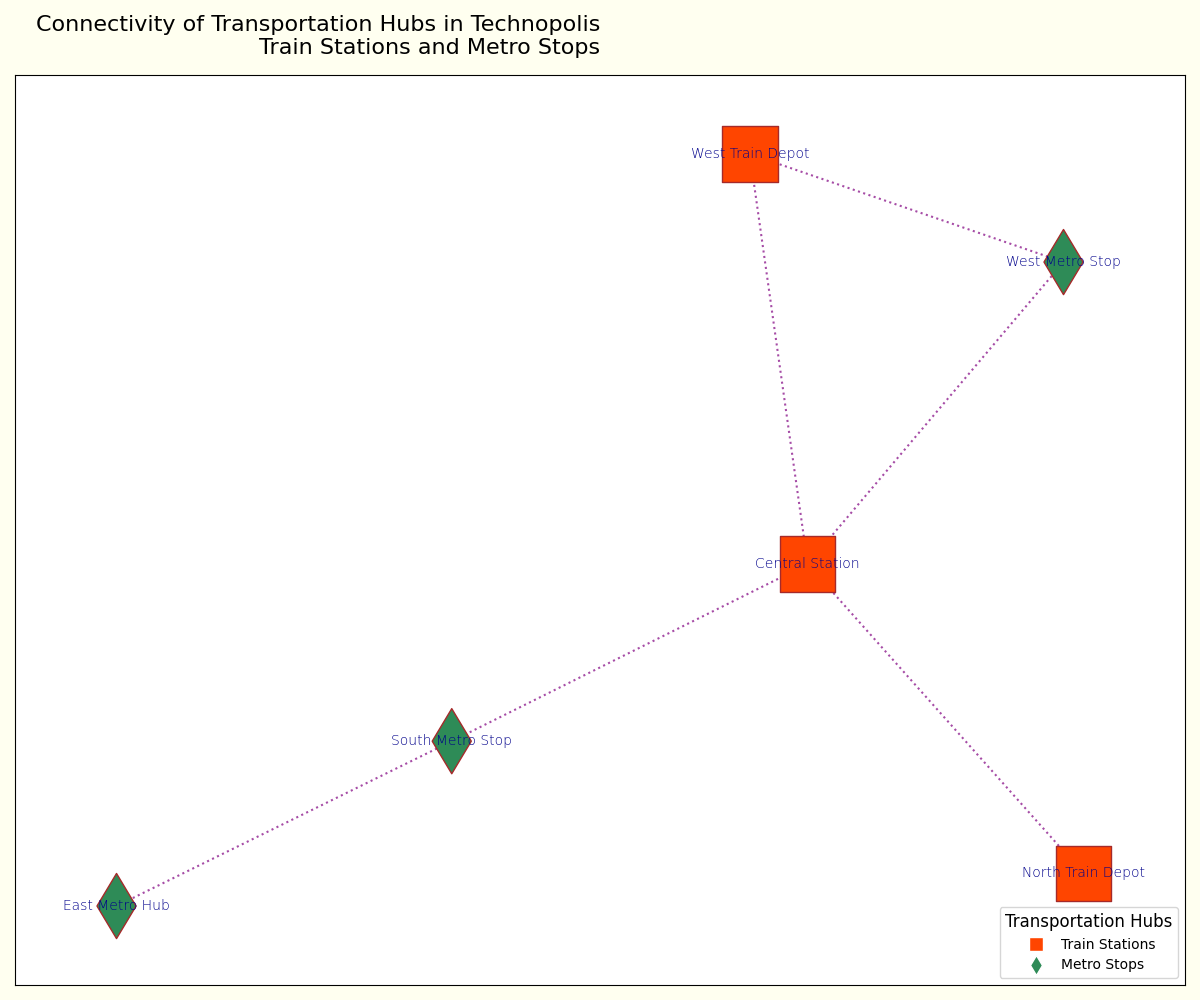 Connectivity of Transportation Hubs in Technopolis
Train Stations and Metro Stops
West Train Depot
West Metro Stop
Central Station
South Metro Stop
North Train Depot
East Metro Hub
Transportation Hubs
Train Stations
Metro Stops